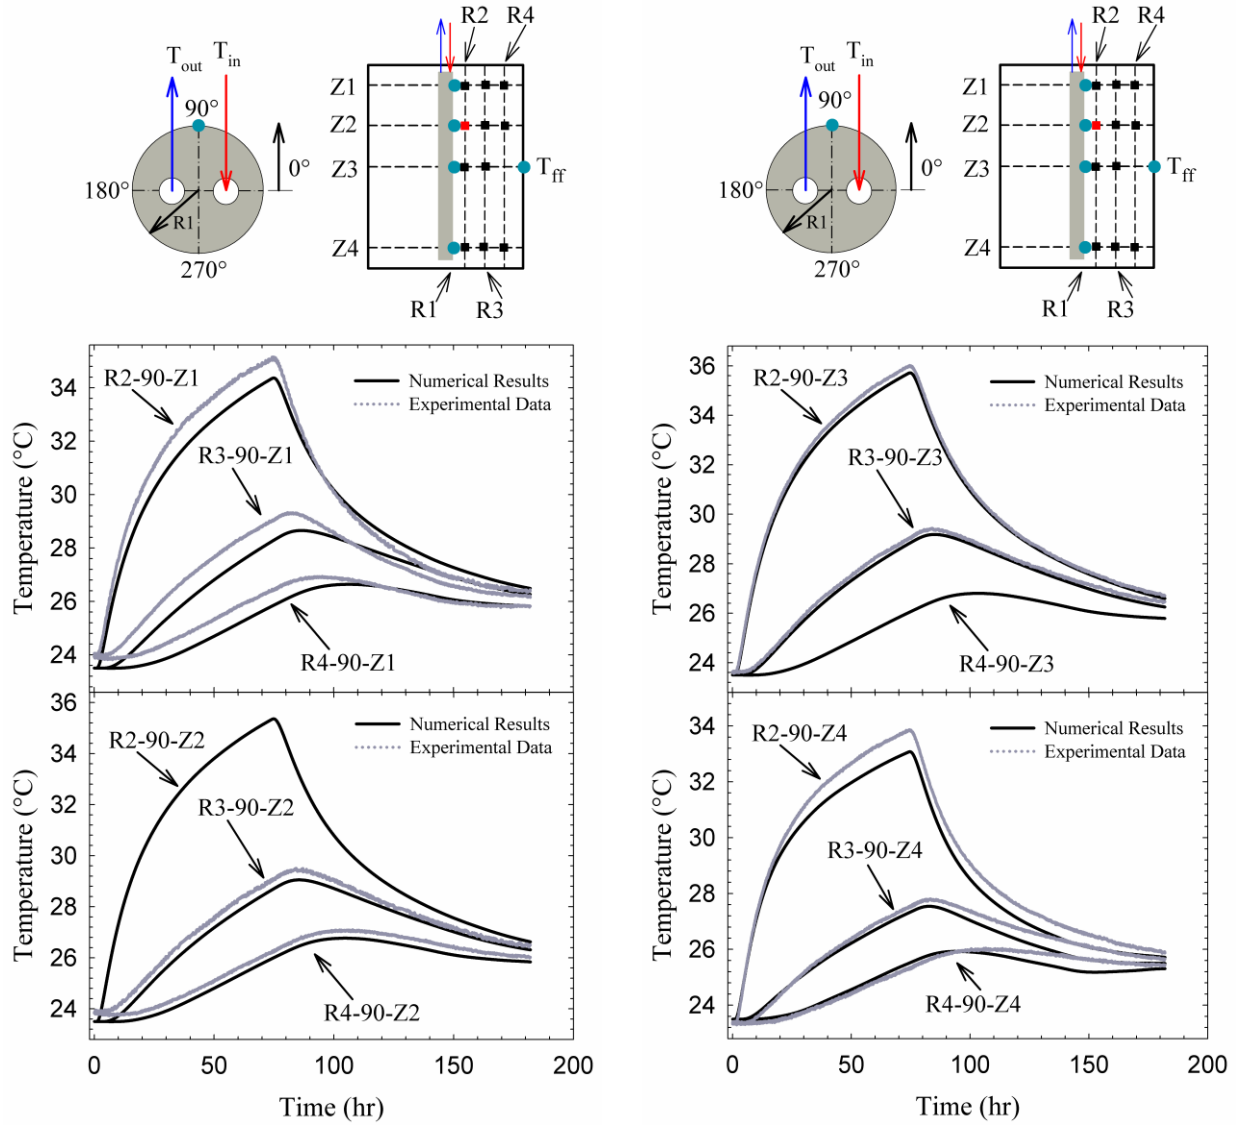 R2 R4
T_out T_in
90°
180° 0°
R1
270°
Z1
Z2
Z3 T_ff
Z4
R1 R3
R2 R4
T_out T_in
90°
180° 0°
R1
270°
Z1
Z2
Z3 T_ff
Z4
R1 R3
Temperature (°C)
34
32
30
28
26
24
R2-90-Z1
R3-90-Z1
R4-90-Z1
Numerical Results
Experimental Data
Temperature (°C)
36
34
32
30
28
26
24
R2-90-Z2
R3-90-Z2
R4-90-Z2
Numerical Results
Experimental Data
0 50 100 150 200
Time (hr)
Temperature (°C)
36
34
32
30
28
26
24
R2-90-Z3
R3-90-Z3
R4-90-Z3
Numerical Results
Experimental Data
Temperature (°C)
34
32
30
28
26
24
R2-90-Z4
R3-90-Z4
R4-90-Z4
Numerical Results
Experimental Data
0 50 100 150 200
Time (hr)